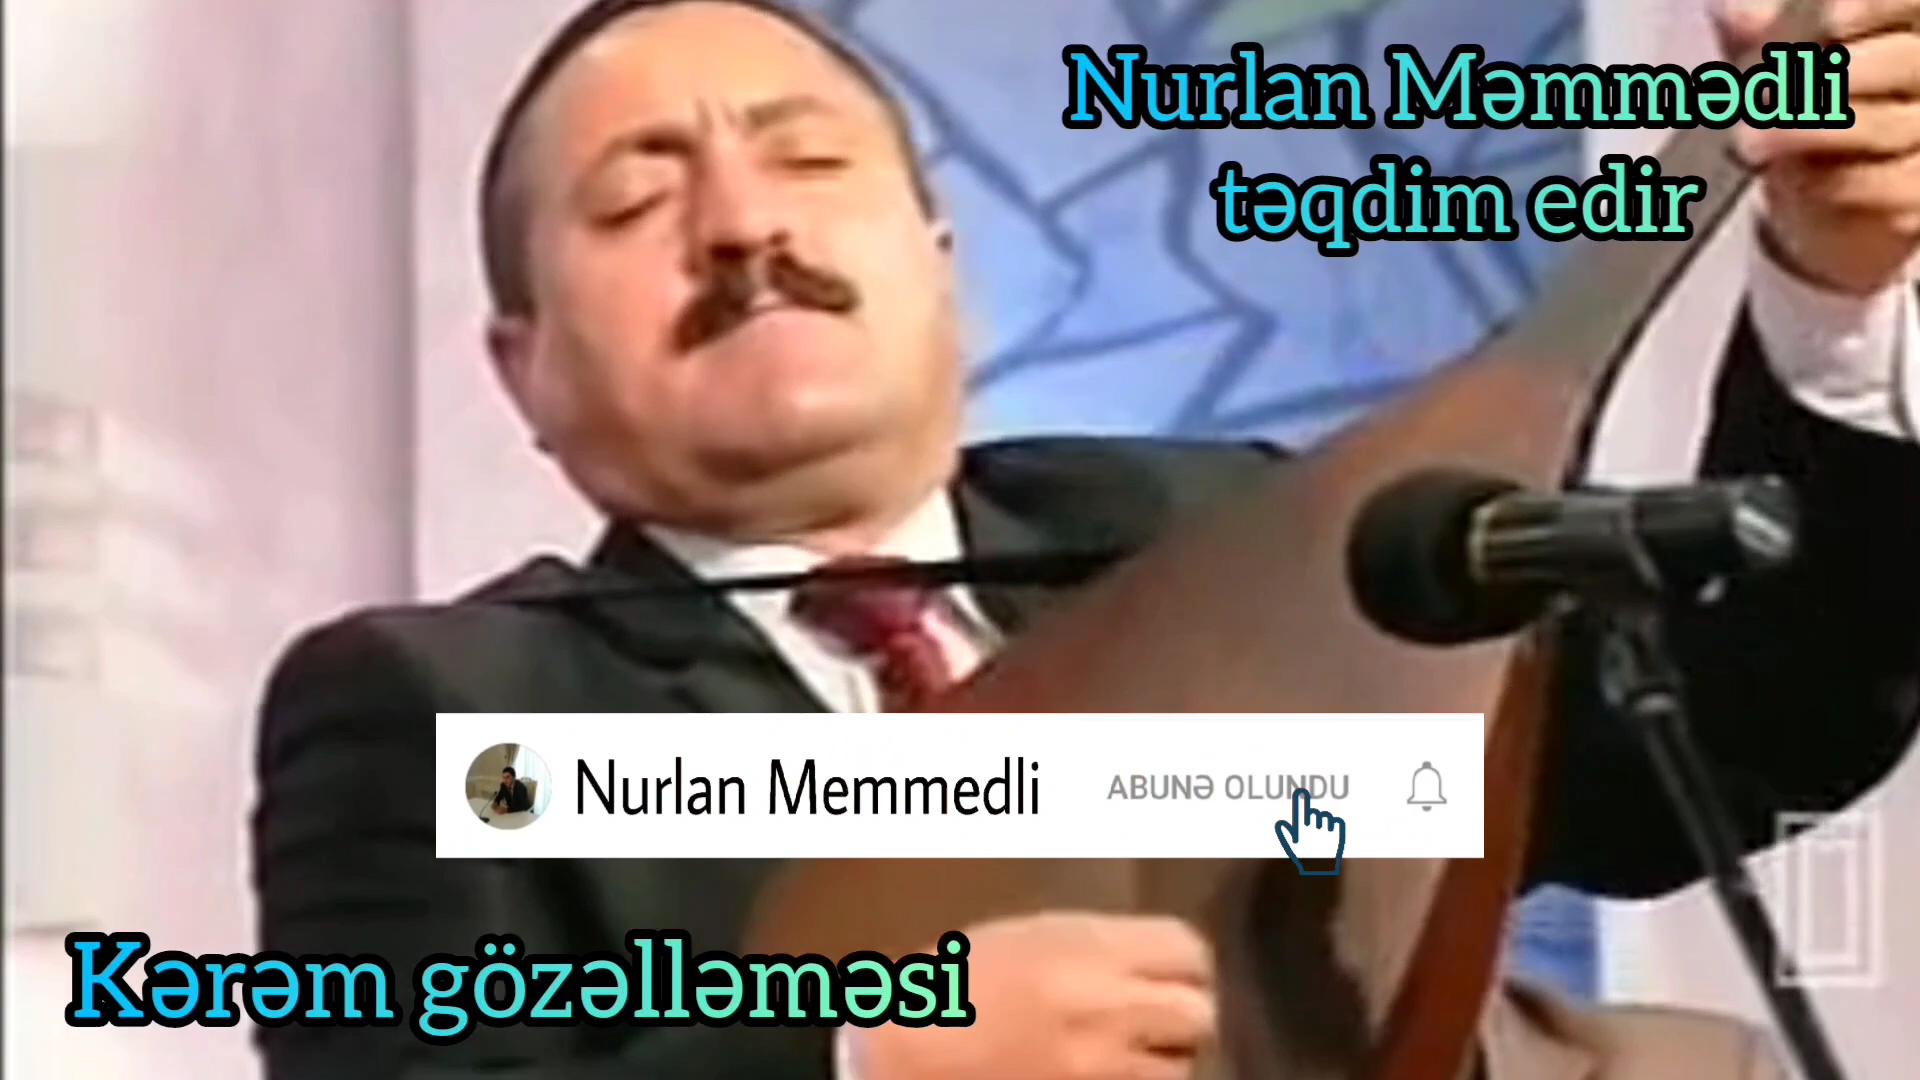 Nurlan Məmmədli
təqdim edir
Nurlan Memmedli
ABUNƏ OLUNDU
Kərəm gözəlləməsi